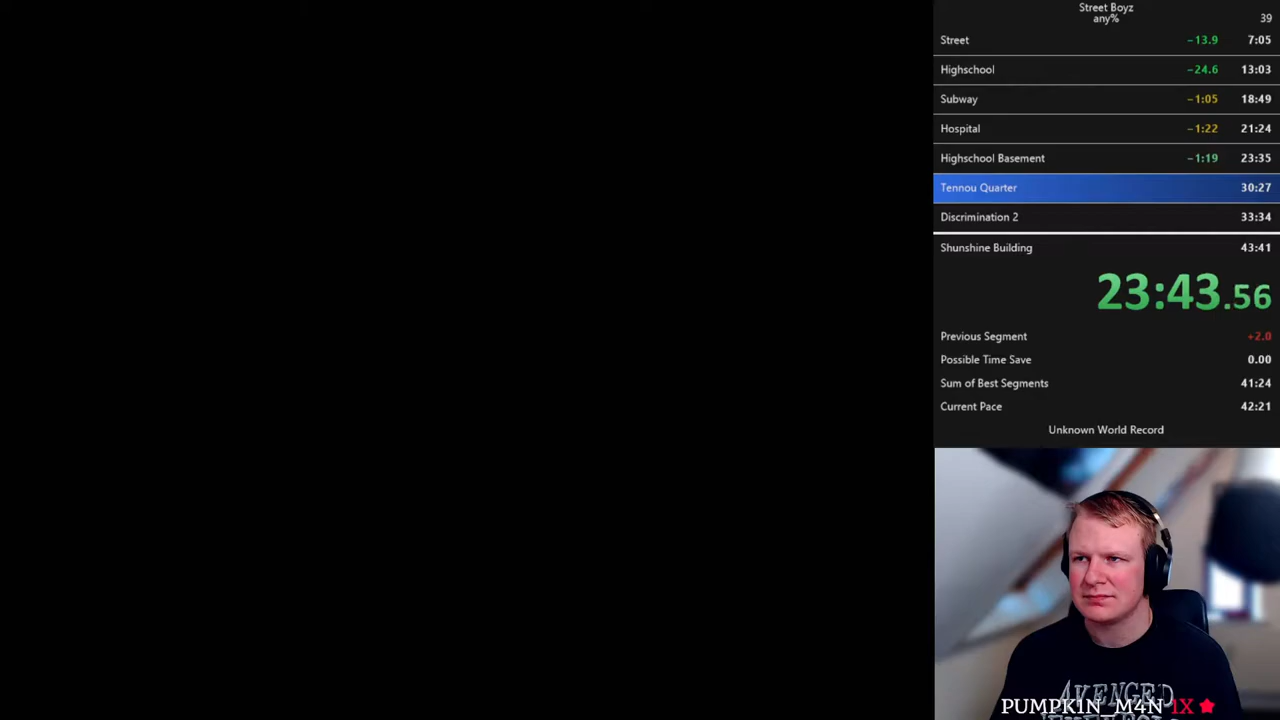 Street Boyz
any%
39
Street -13.9 7:05
Highschool -24.6 13:03
Subway -1:05 18:49
Hospital -1:22 21:24
Highschool Basement -1:19 23:35
Tennou Quarter 30:27
Discrimination 2 33:34
Shunshine Building 43:41
23:43.56
Previous Segment +2.0
Possible Time Save 0.00
Sum of Best Segments 41:24
Current Pace 42:21
Unknown World Record
AVENGED
PUMPKIN_M4N 1X